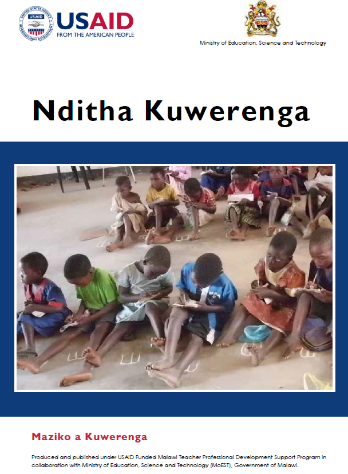 USAID
FROM THE AMERICAN PEOPLE
Ministry of Education, Science and Technology
Nditha Kuwerenga
Maziko a Kuwerenga
Produced and published under USAID Funded Malawi Teacher Professional Development Support Program in
collaboration with Ministry of Education, Science and Technology (MoEST), Government of Malawi.